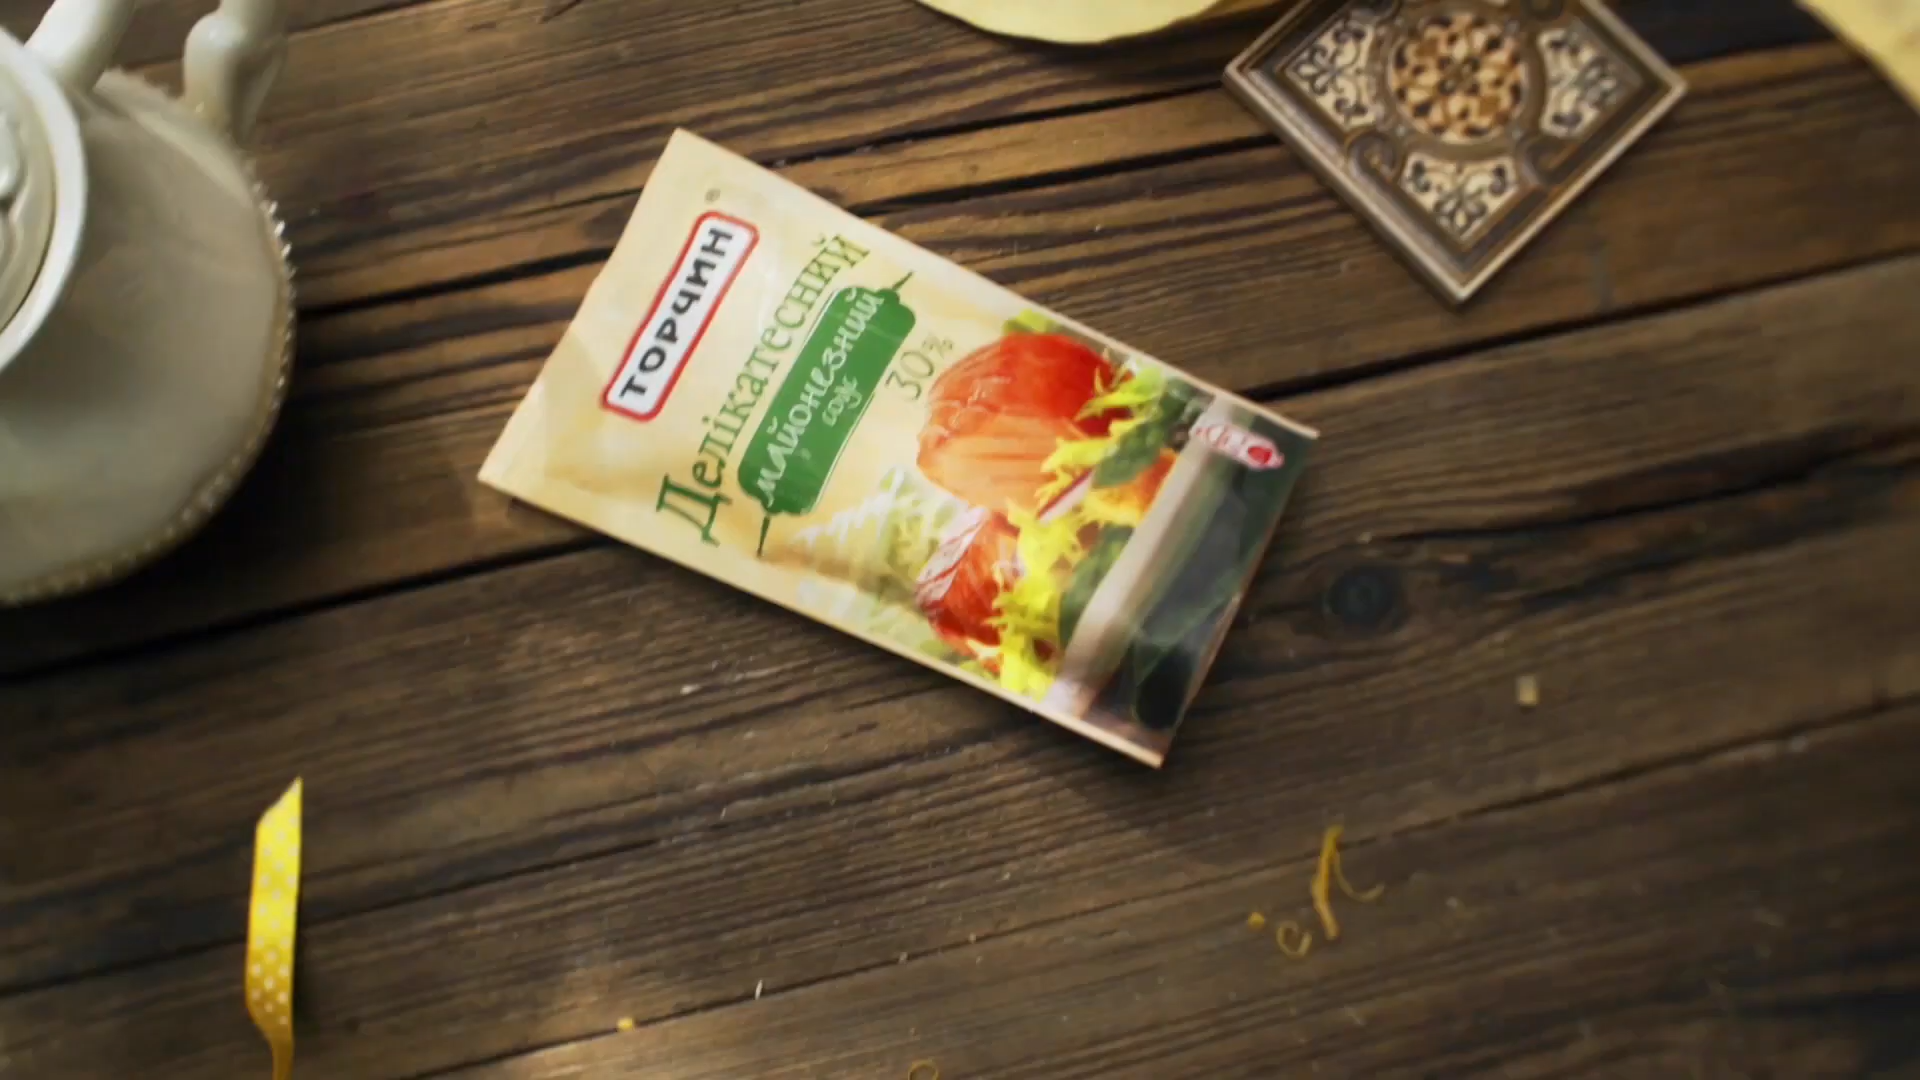 ТОРЧИН
®
Делікатесний
майонезний
соус
30%